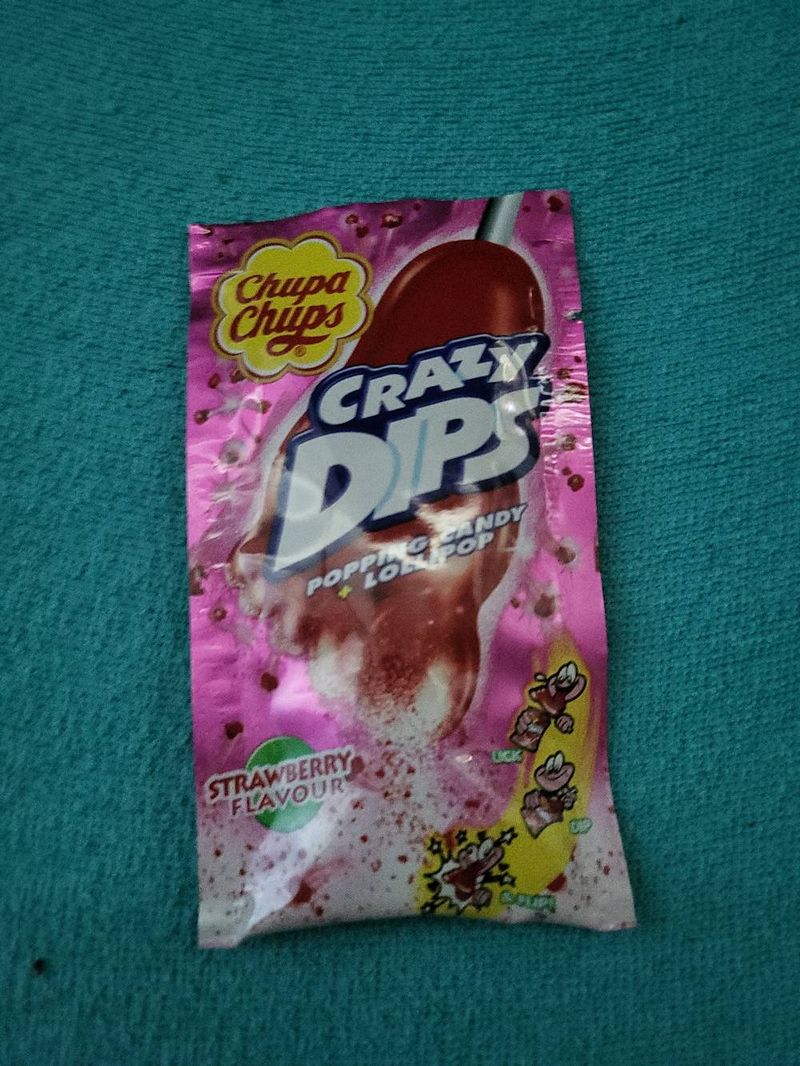 Chupa
Chups
®
CRAZY
DIPS
POPPING CANDY
+ LOLLIPOP
STRAWBERRY
FLAVOUR
LICK
DIP
& FLIP!